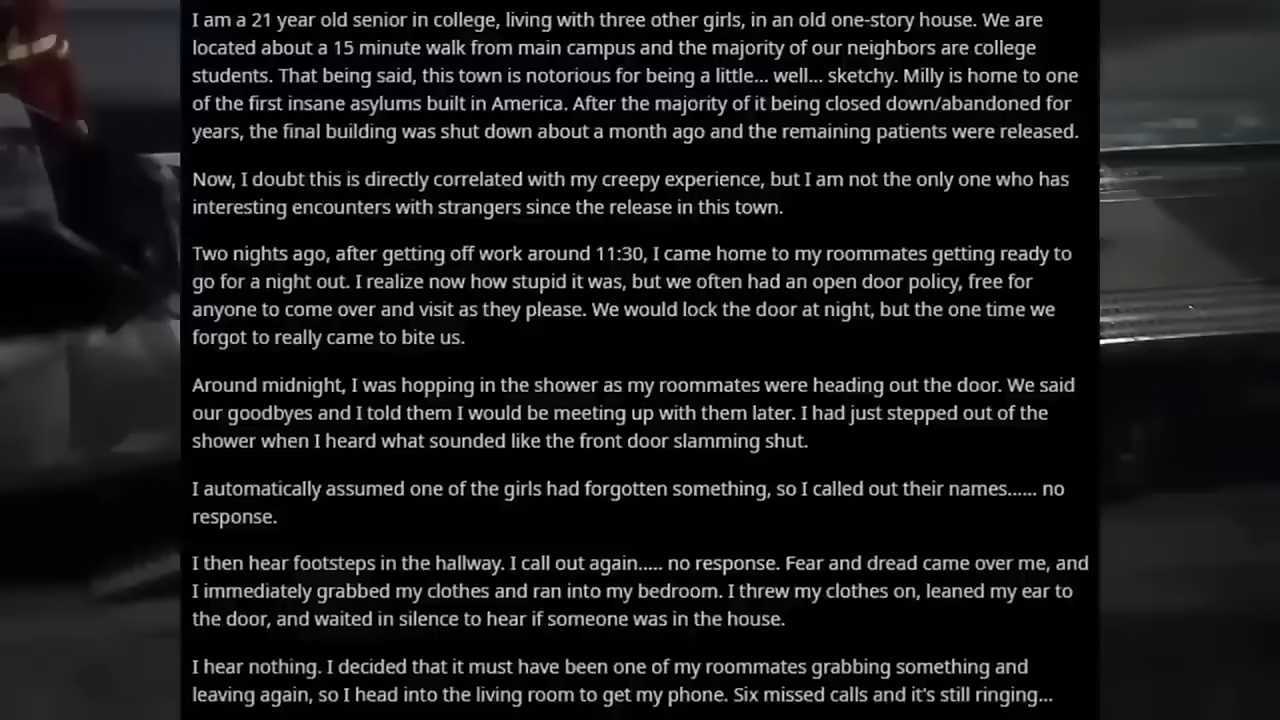 I am a 21 year old senior in college, living with three other girls, in an old one-story house. We are
located about a 15 minute walk from main campus and the majority of our neighbors are college
students. That being said, this town is notorious for being a little... well... sketchy. Milly is home to one
of the first insane asylums built in America. After the majority of it being closed down/abandoned for
years, the final building was shut down about a month ago and the remaining patients were released.
Now, I doubt this is directly correlated with my creepy experience, but I am not the only one who has
interesting encounters with strangers since the release in this town.
Two nights ago, after getting off work around 11:30, I came home to my roommates getting ready to
go for a night out. I realize now how stupid it was, but we often had an open door policy, free for
anyone to come over and visit as they please. We would lock the door at night, but the one time we
forgot to really came to bite us.
Around midnight, I was hopping in the shower as my roommates were heading out the door. We said
our goodbyes and I told them I would be meeting up with them later. I had just stepped out of the
shower when I heard what sounded like the front door slamming shut.
I automatically assumed one of the girls had forgotten something, so I called out their names...... no
response.
I then hear footsteps in the hallway. I call out again..... no response. Fear and dread came over me, and
I immediately grabbed my clothes and ran into my bedroom. I threw my clothes on, leaned my ear to
the door, and waited in silence to hear if someone was in the house.
I hear nothing. I decided that it must have been one of my roommates grabbing something and
leaving again, so I head into the living room to get my phone. Six missed calls and it's still ringing...